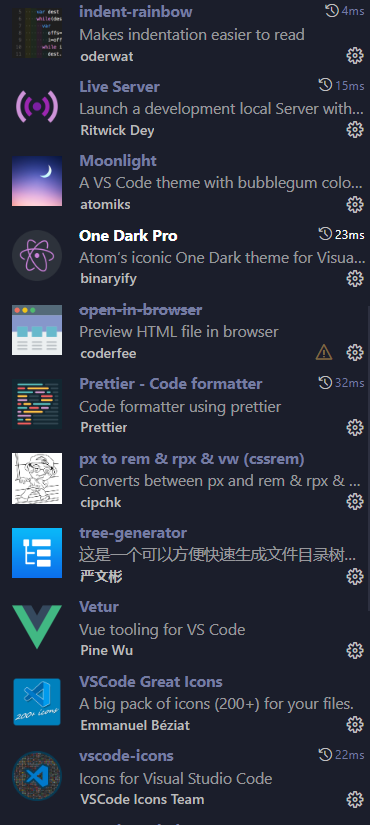 indent-rainbow 4ms
Makes indentation easier to read
oderwat
Live Server 15ms
Launch a development local Server with...
Ritwick Dey
Moonlight
A VS Code theme with bubblegum colo...
atomiks
One Dark Pro 23ms
Atom's iconic One Dark theme for Visua...
binaryify
open-in-browser
Preview HTML file in browser
coderfee
Prettier - Code formatter 32ms
Code formatter using prettier
Prettier
px to rem & rpx & vw (cssrem)
Converts between px and rem & rpx & ...
cipchk
tree-generator
这是一个可以方便快速生成文件目录树...
严文彬
Vetur
Vue tooling for VS Code
Pine Wu
VSCode Great Icons
A big pack of icons (200+) for your files.
200+ icons
Emmanuel Béziat
vscode-icons 22ms
Icons for Visual Studio Code
VSCode Icons Team